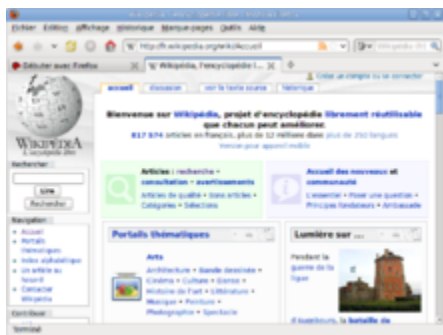 Fichier Édition Affichage Historique Marque-pages Outils Aide
http://fr.wikipedia.org/wiki/Accueil
Débuter avec Firefox
Wikipédia, l'encyclopédie l...
Créer un compte ou se connecter
accueil discussion voir le texte source historique
Bienvenue sur Wikipédia, projet d'encyclopédie librement réutilisable
que chacun peut améliorer.
817 574 articles en français, plus de 12 millions dans plus de 250 langues
Version pour appareil mobile
WIKIPÉDIA
L'encyclopédie libre
Rechercher
Lire
Rechercher
Navigation
Accueil
Portails
thématiques
Index alphabétique
Un article au
hasard
Contacter
Wikipédia
Contribuer
Articles : recherche •
consultation • avertissements
Articles de qualité • Bons articles •
Catégories • Sélections
Accueil des nouveaux et
communauté
L'essentiel • Poser une question •
Principes fondateurs • Ambassade
Portails thématiques
Arts
Architecture • Bande dessinée •
Cinéma • Culture • Danse •
Histoire de l'art • Littérature •
Musique • Peinture •
Photographie • Spectacle
Lumière sur ...
Pendant la
guerre de la
ligue
d'Augsbourg, la bataille de
Terminé